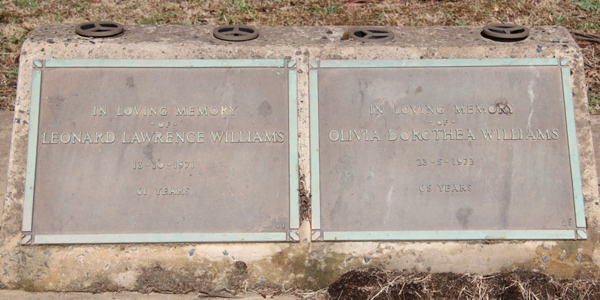 IN LOVING MEMORY
- OF -
LEONARD LAWRENCE WILLIAMS
13-10-1971
61 YEARS
IN LOVING MEMORY
- OF -
OLIVIA DOROTHEA WILLIAMS
23-5-1973
YEARS